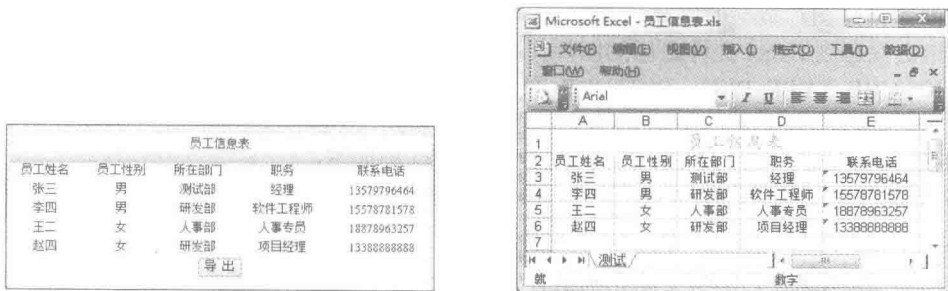 员工信息表
员工姓名 员工性别 所在部门 职务 联系电话
张三 男 测试部 经理 13579796464
李四 男 研发部 软件工程师 15578781578
王二 女 人事部 人事专员 18878963257
赵四 女 研发部 项目经理 13388888888
导出
Microsoft Excel - 员工信息表.xls
文件(F) 编辑(E) 视图(V) 插入(I) 格式(O) 工具(T) 数据(D)
窗口(W) 帮助(H)
Arial I U
A B C D E
1 员工信息表
2 员工姓名 员工性别 所在部门 职务 联系电话
3 张三 男 测试部 经理 13579796464
4 李四 男 研发部 软件工程师 15578781578
5 王二 女 人事部 人事专员 18878963257
6 赵四 女 研发部 项目经理 13388888888
7
测试
就 数字